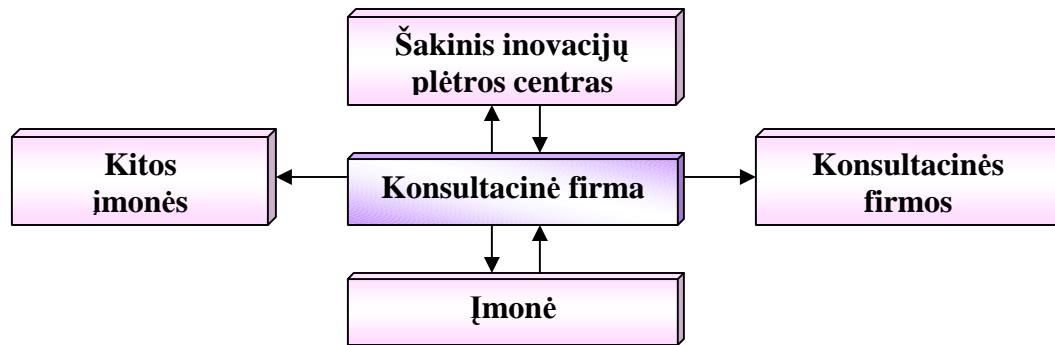 Šakinis inovacijų
plėtros centras
Kitos
įmonės
Konsultacinė firma
Konsultacinės
firmos
Įmonė